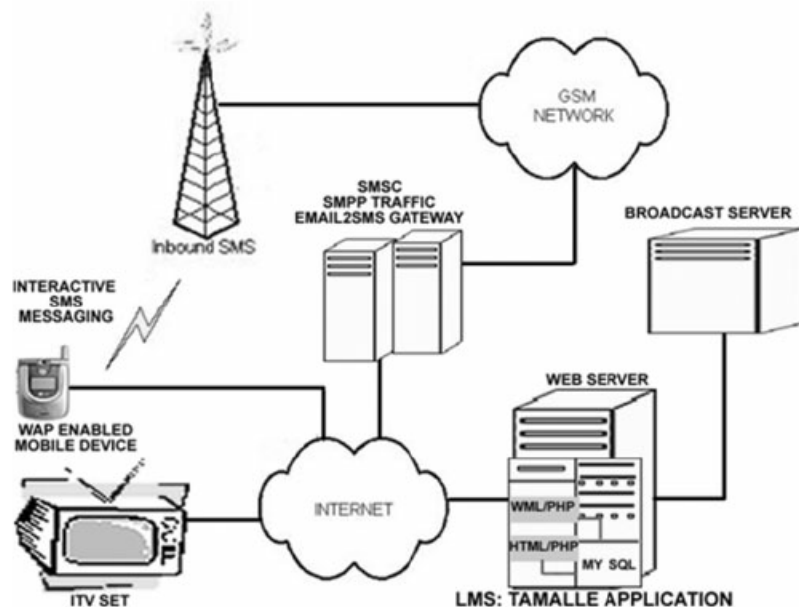 GSM
NETWORK
SMSC
SMPP TRAFFIC
EMAIL2SMS GATEWAY
BROADCAST SERVER
Inbound SMS
INTERACTIVE
SMS
MESSAGING
WEB SERVER
WAP ENABLED
MOBILE DEVICE
INTERNET
WML/PHP
HTML/PHP
MY SQL
ITV SET
LMS: TAMALLE APPLICATION